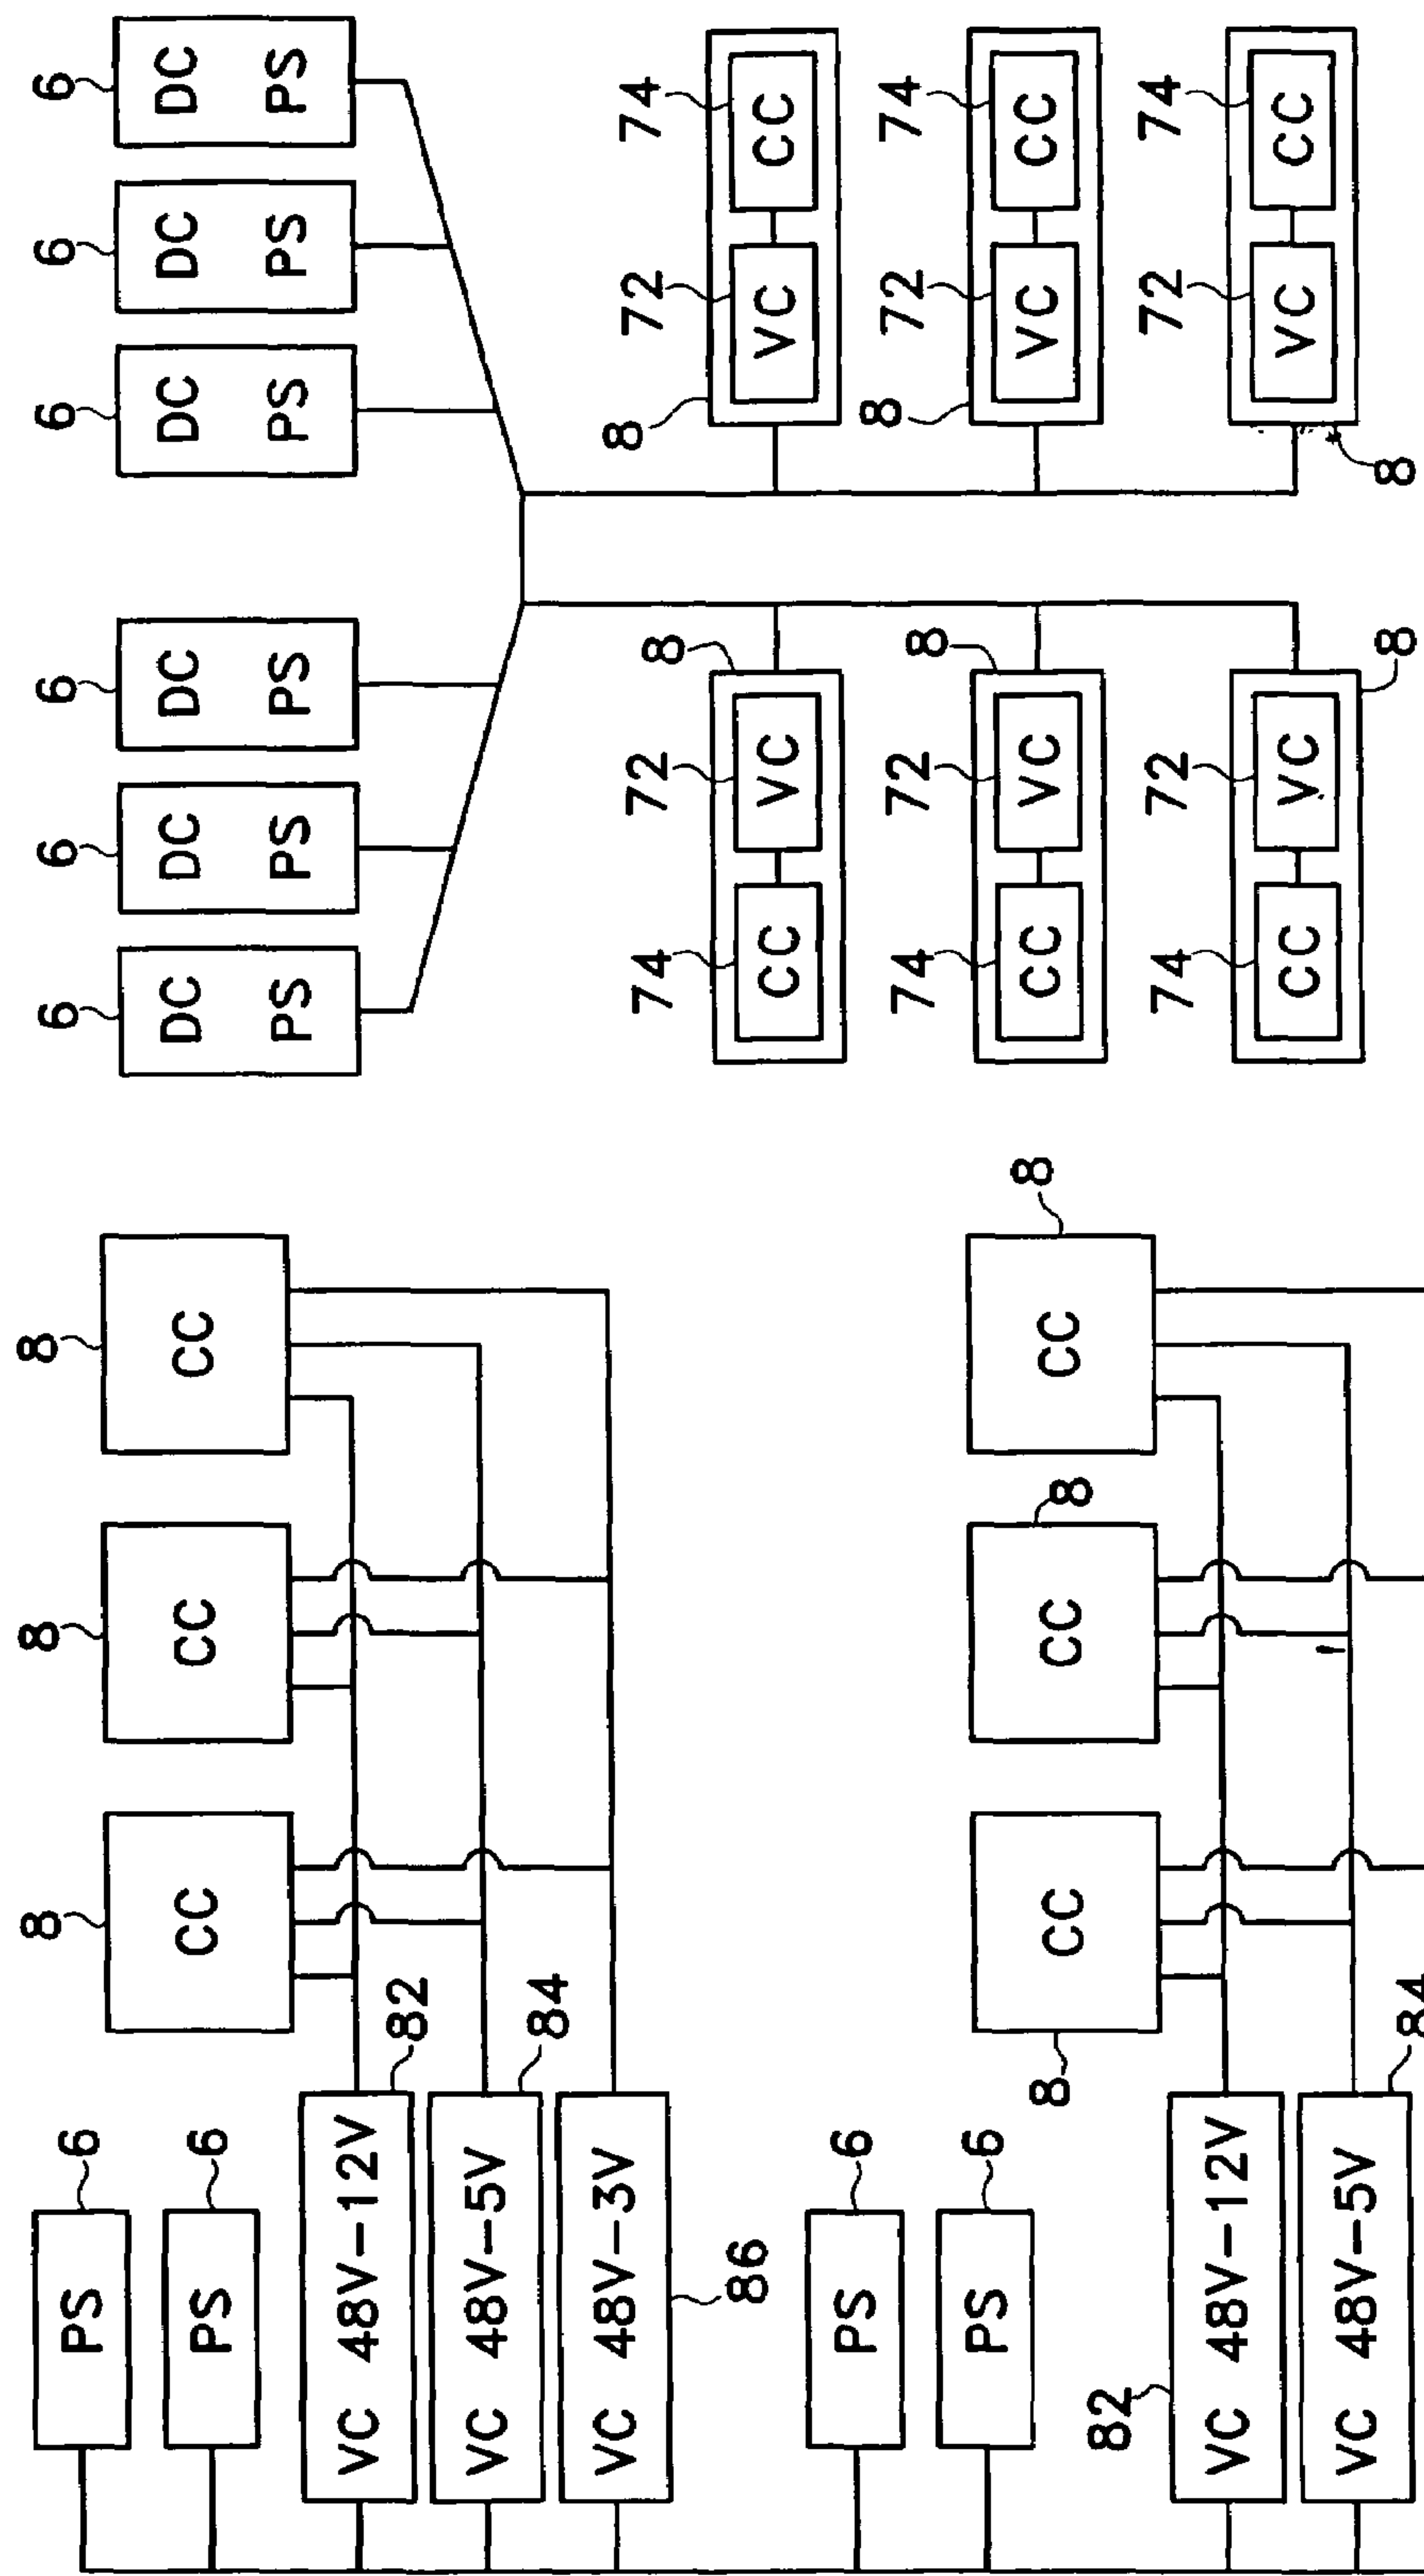 8 8 8
PS 6
PS 6
CC CC CC
VC 48V-12V 82
VC 48V-5V 84
VC 48V-3V
86
PS 6
PS 6
8 8 8
CC CC CC
82
VC 48V-12V
VC 48V-5V 84
6 6 6 6 6 6
DC DC DC DC DC DC
PS PS PS PS PS PS
74 72 8 8 72 74
CC VC VC CC
74 72 8 8 72 74
CC VC VC CC
74 72 72 74
CC VC VC CC
8 8